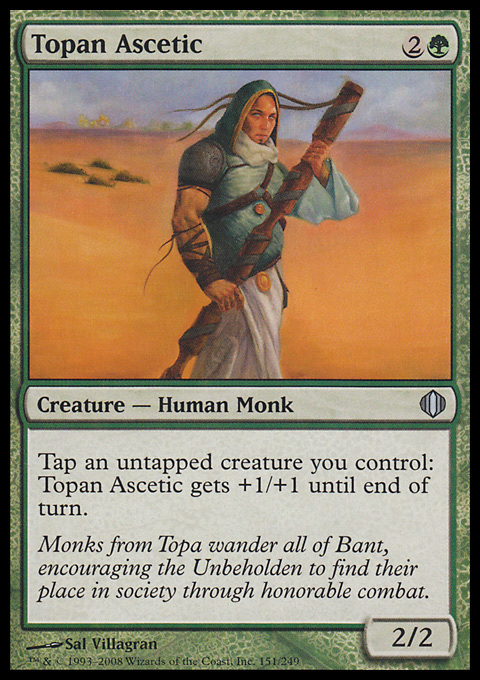 Topan Ascetic 2
Creature — Human Monk
Tap an untapped creature you control:
Topan Ascetic gets +1/+1 until end of
turn.
Monks from Topa wander all of Bant,
encouraging the Unbeholden to find their
place in society through honorable combat.
Sal Villagran
2/2
™ & © 1993–2008 Wizards of the Coast, Inc. 151/249